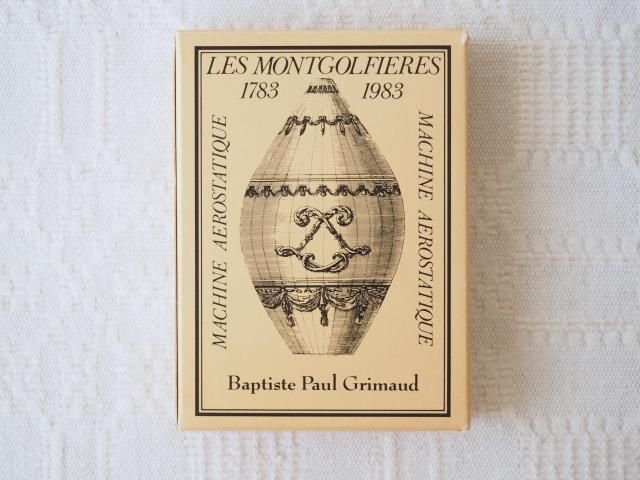 LES MONTGOLFIERES
1783 1983
MACHINE AEROSTATIQUE
MACHINE AEROSTATIQUE
Baptiste Paul Grimaud